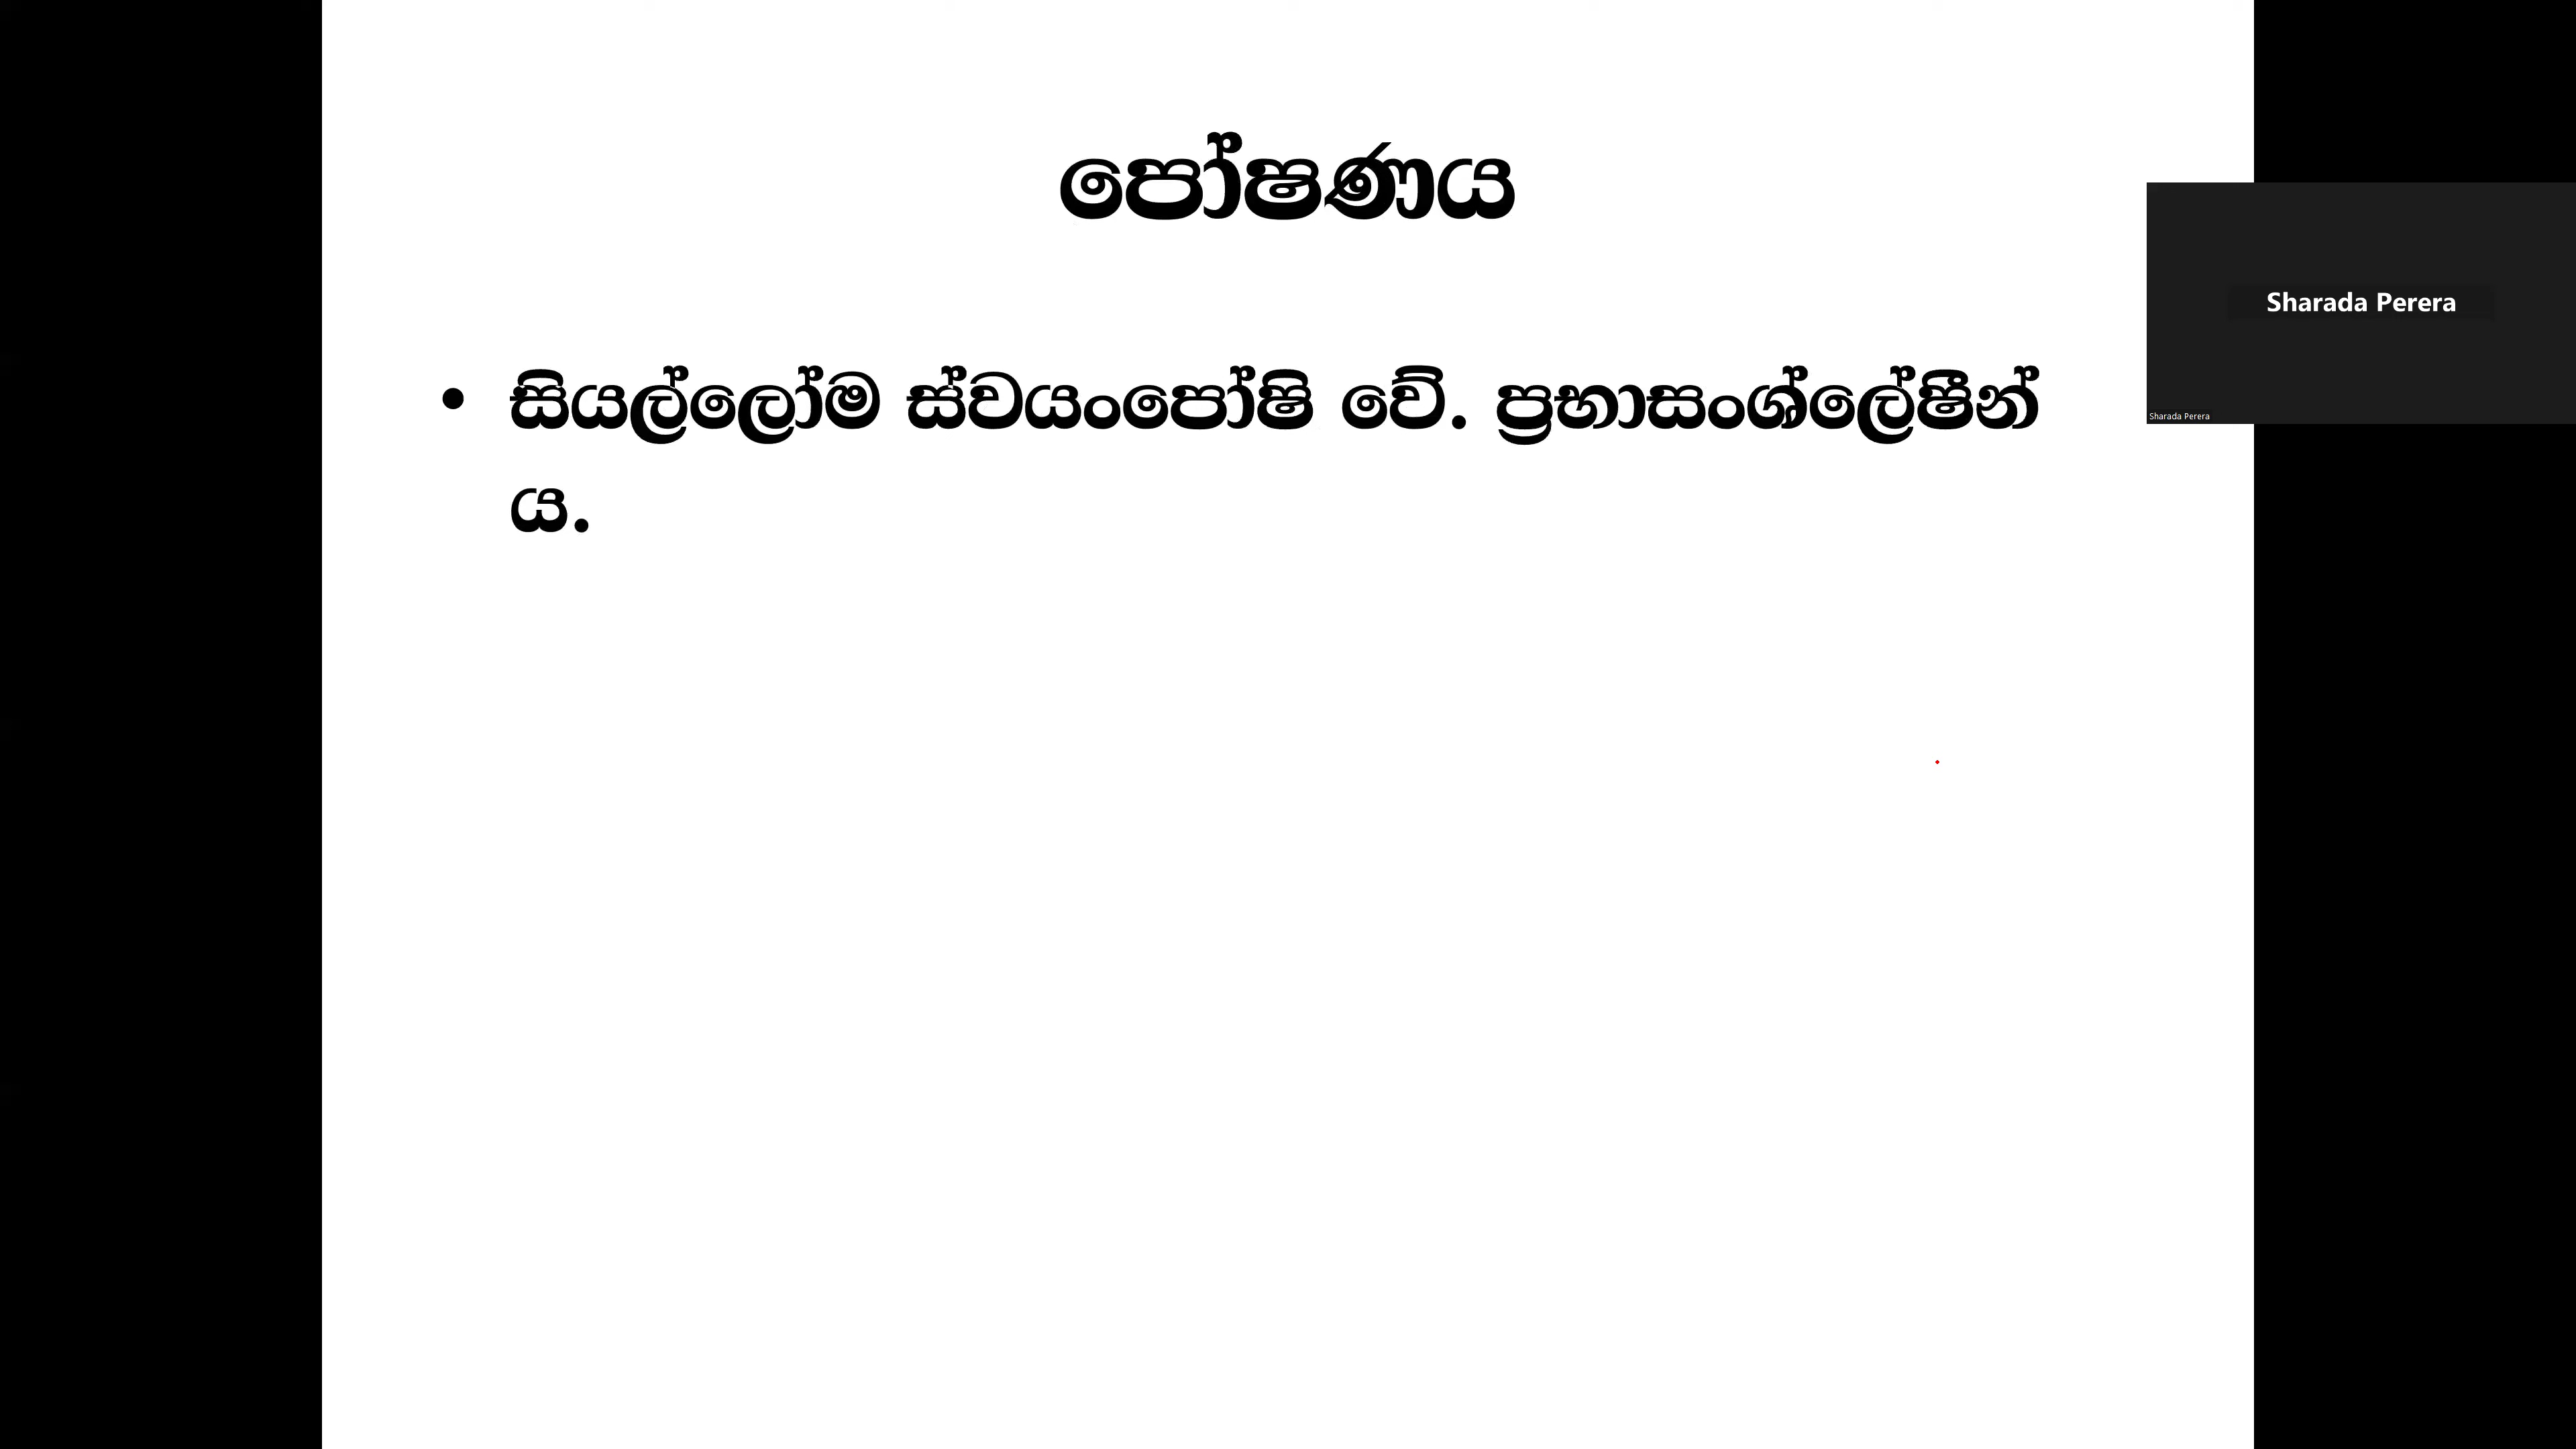 පෝෂණය
Sharada Perera
• සියල්ලෝම ස්වයංපෝෂි වේ. ප්‍රභාසංශ්ලේෂීන්
ය.
Sharada Perera